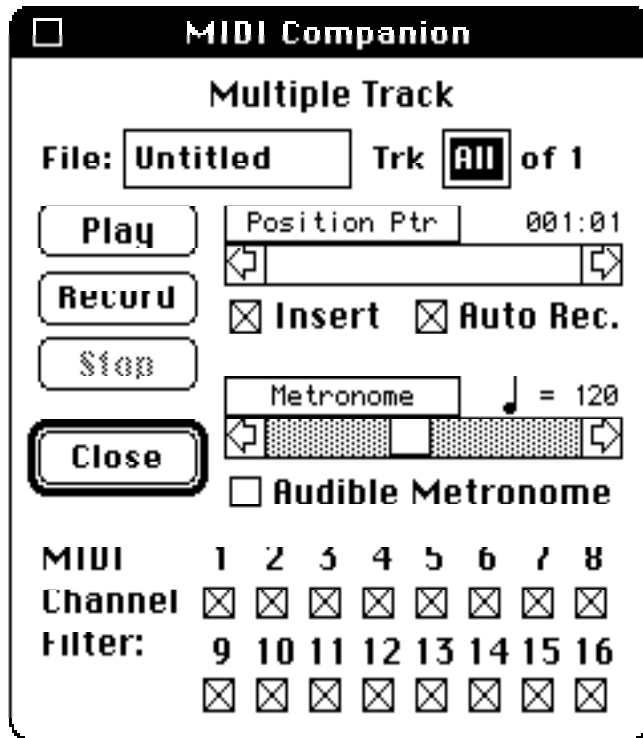 MIDI Companion
Multiple Track
File: Untitled Trk All of 1
Play
Position Ptr 001:01
Record
Insert Auto Rec.
Stop
Metronome ♩ = 120
Close
Audible Metronome
MIDI 1 2 3 4 5 6 7 8
Channel
Filter: 9 10 11 12 13 14 15 16